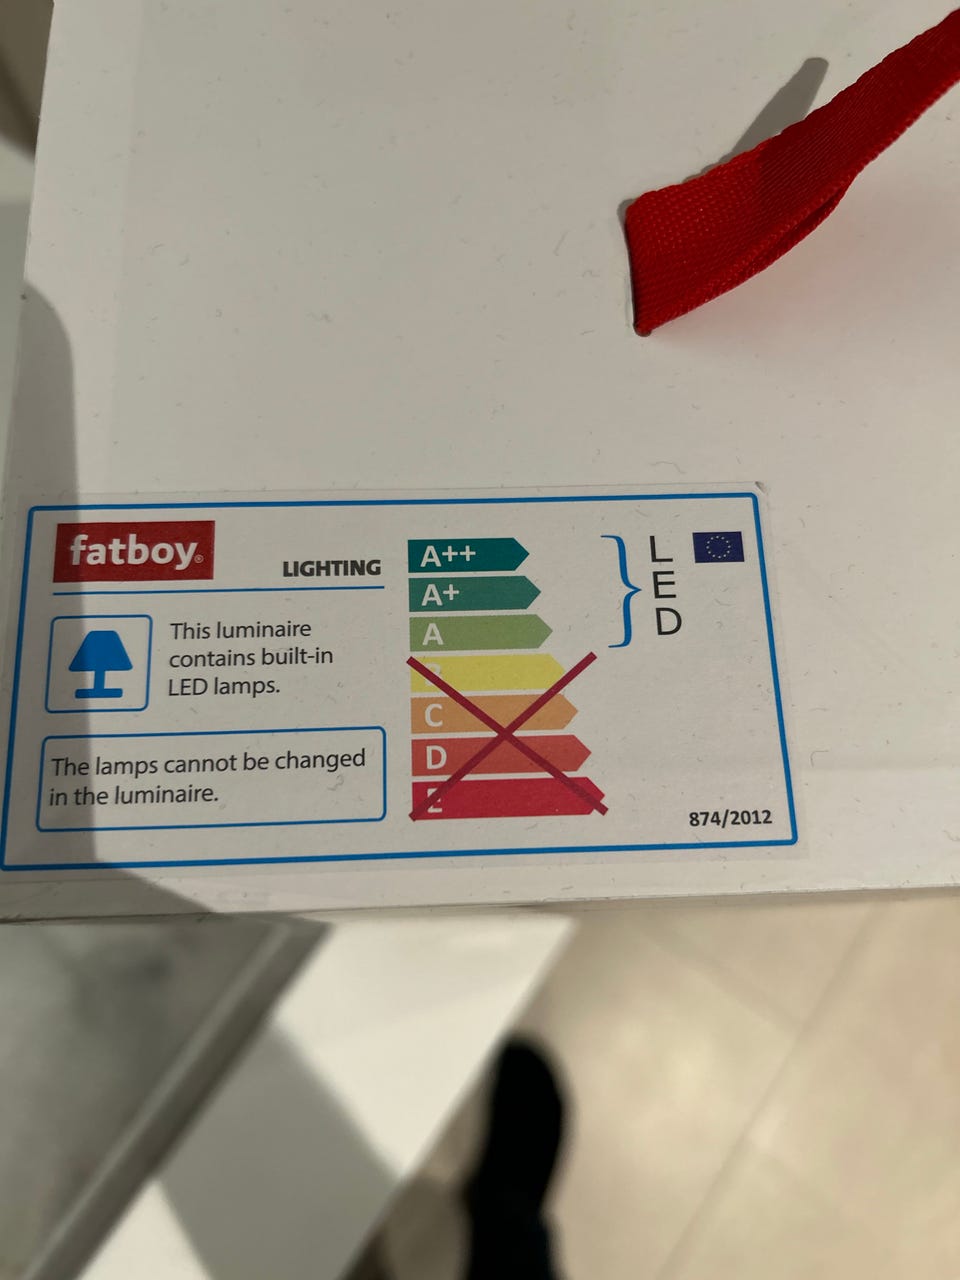 fatboy®
LIGHTING
This luminaire
contains built-in
LED lamps.
The lamps cannot be changed
in the luminaire.
A++
A+
A
B
C
D
E
L
E
D
874/2012